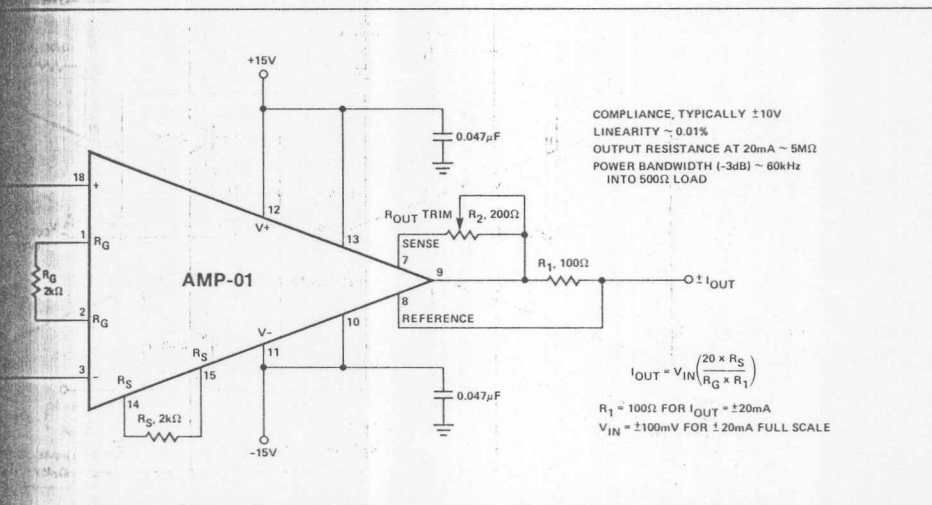 +15V
0.047μF
COMPLIANCE, TYPICALLY ±10V
LINEARITY ~ 0.01%
OUTPUT RESISTANCE AT 20mA ~ 5MΩ
POWER BANDWIDTH (-3dB) ~ 60kHz
INTO 500Ω LOAD
18
+
12
V+
13
ROUT TRIM
R2, 200Ω
SENSE
7
1
RG
RG
2kΩ
AMP-01
9
R1, 100Ω
± IOUT
8
REFERENCE
2
RG
10
V-
11
3
-
RS
15
RS
14
RS, 2kΩ
0.047μF
-15V
IOUT = VIN(20 x RS / RG x R1)
R1 = 100Ω FOR IOUT = ±20mA
VIN = ±100mV FOR ±20mA FULL SCALE